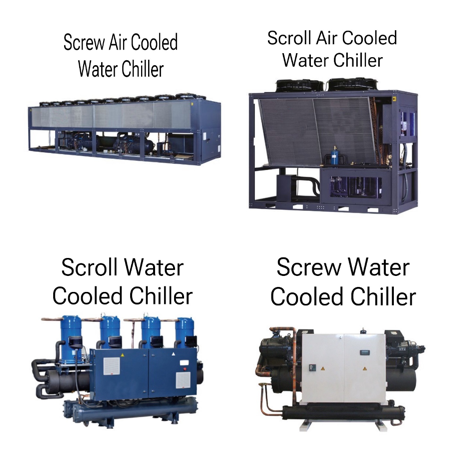 Screw Air Cooled
Water Chiller
Scroll Air Cooled
Water Chiller
Scroll Water
Cooled Chiller
Screw Water
Cooled Chiller